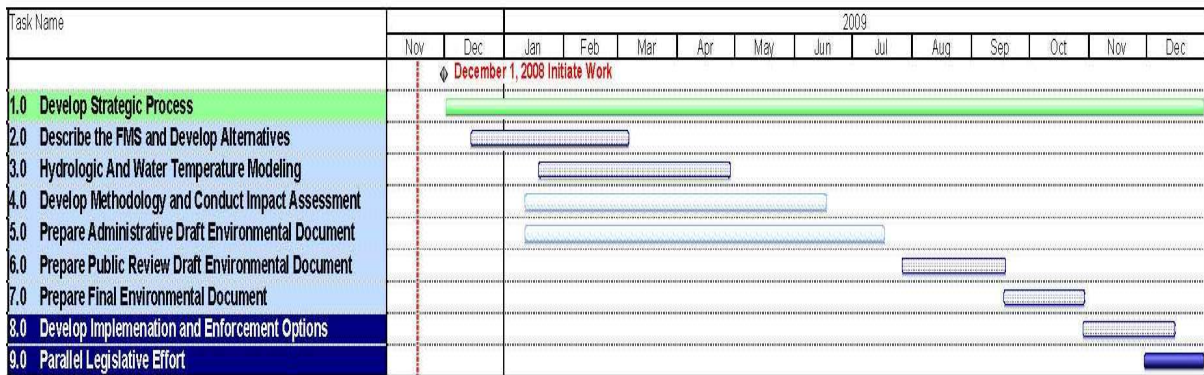 Task Name
2009
Nov Dec Jan Feb Mar Apr May Jun Jul Aug Sep Oct Nov Dec
December 1, 2008 Initiate Work
1.0 Develop Strategic Process
2.0 Describe the FMS and Develop Alternatives
3.0 Hydrologic And Water Temperature Modeling
4.0 Develop Methodology and Conduct Impact Assessment
5.0 Prepare Administrative Draft Environmental Document
6.0 Prepare Public Review Draft Environmental Document
7.0 Prepare Final Environmental Document
8.0 Develop Implemenation and Enforcement Options
9.0 Parallel Legislative Effort